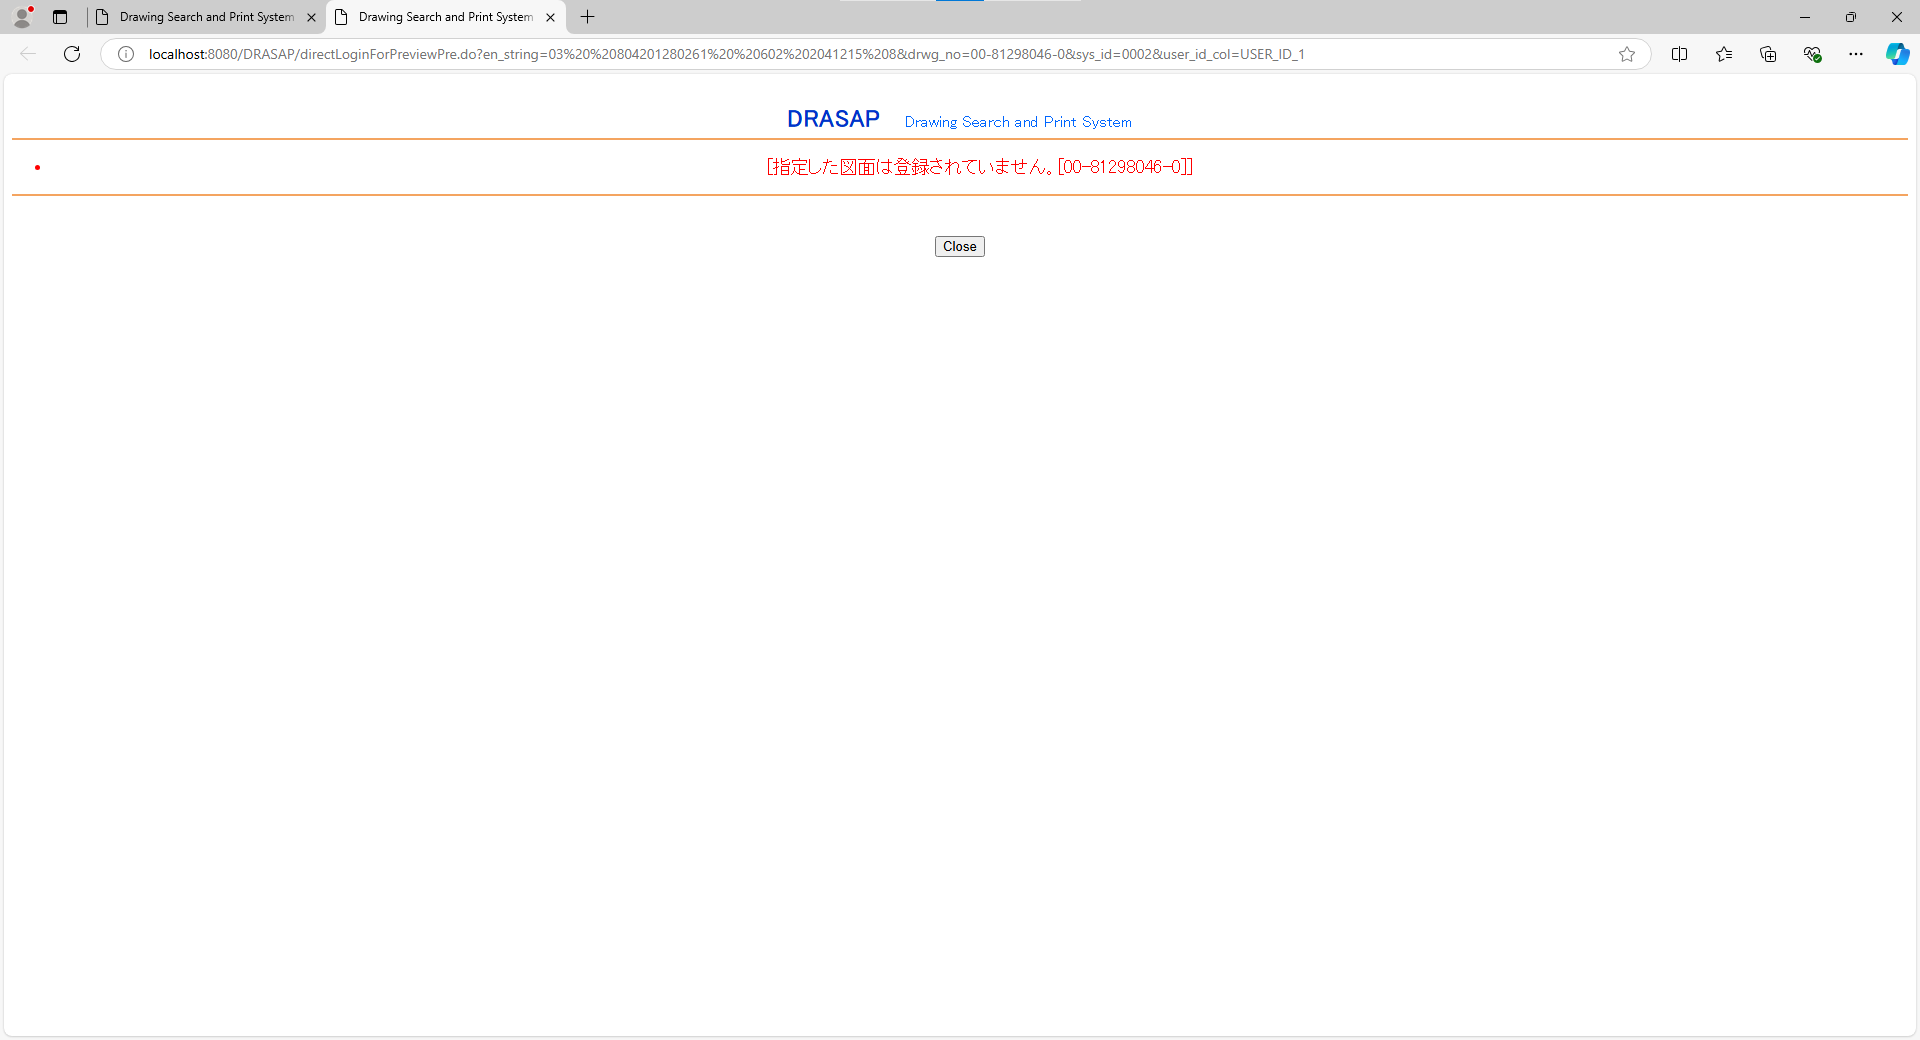 Drawing Search and Print System
Drawing Search and Print System
localhost:8080/DRASAP/directLoginForPreviewPre.do?en_string=03%20%20804201280261%20%20602%202041215%208&drwg_no=00-81298046-0&sys_id=0002&user_id_col=USER_ID_1
DRASAP Drawing Search and Print System
[指定した図面は登録されていません。[00-81298046-0]]
Close